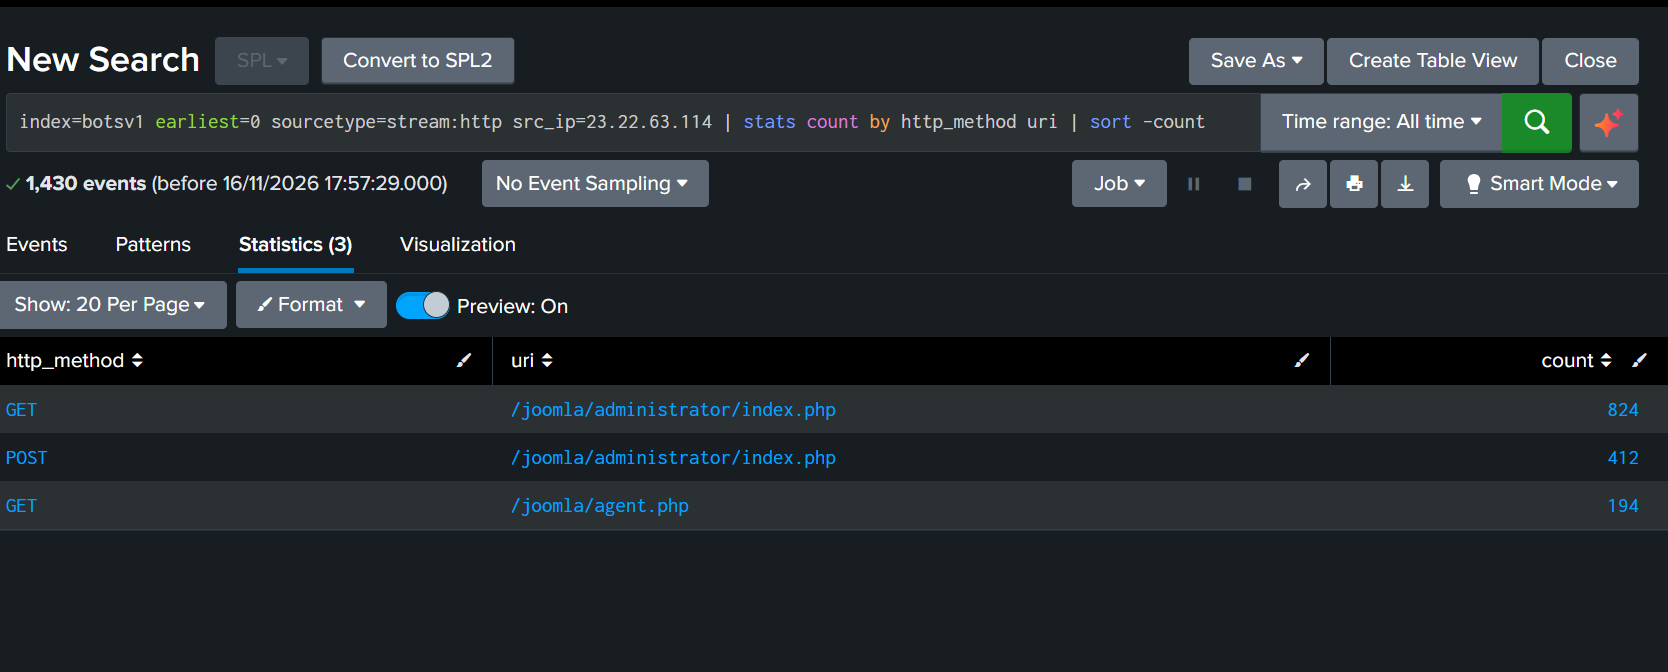 New Search SPL Convert to SPL2 Save As Create Table View Close
index=botsv1 earliest=0 sourcetype=stream:http src_ip=23.22.63.114 | stats count by http_method uri | sort -count Time range: All time
1,430 events (before 16/11/2026 17:57:29.000) No Event Sampling Job Smart Mode
Events Patterns Statistics (3) Visualization
Show: 20 Per Page Format Preview: On
http_method uri count
GET /joomla/administrator/index.php 824
POST /joomla/administrator/index.php 412
GET /joomla/agent.php 194